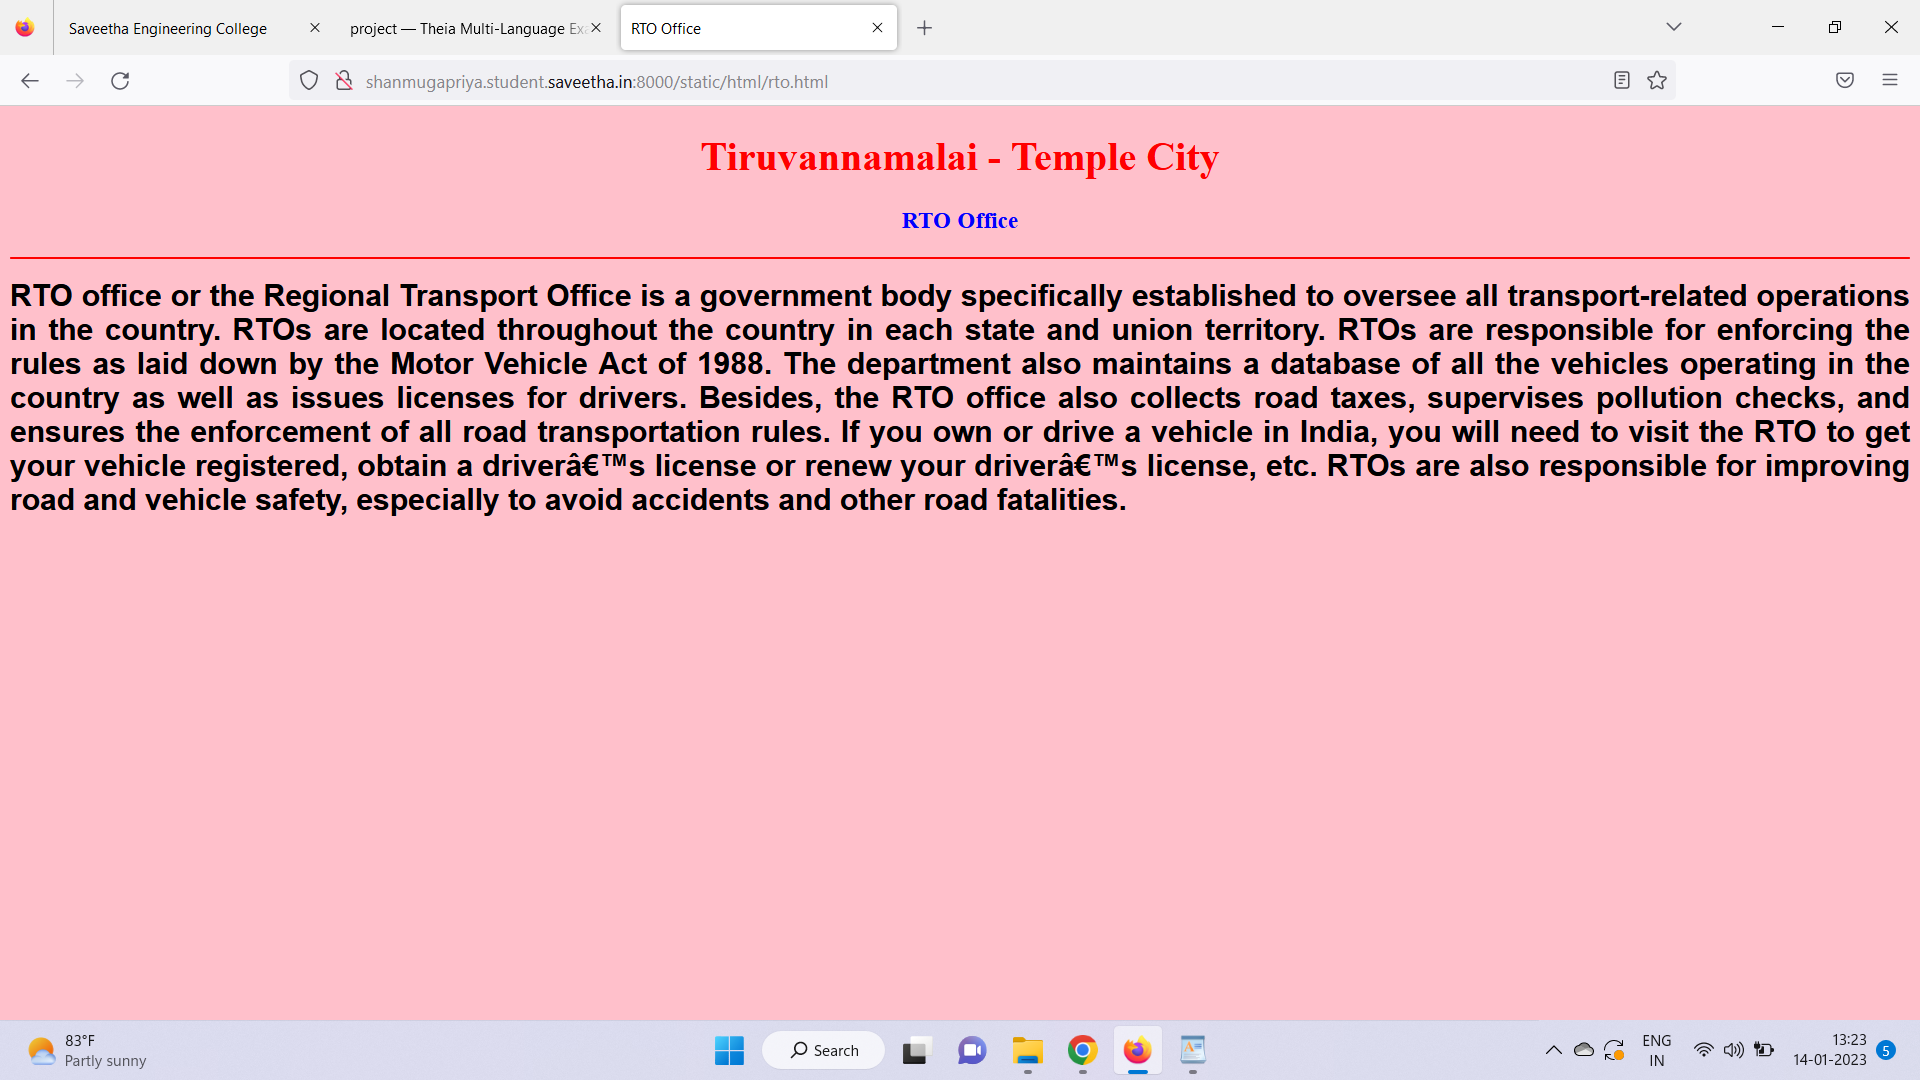 Saveetha Engineering College
project — Theia Multi-Language Exa
RTO Office
shanmugapriya.student.saveetha.in:8000/static/html/rto.html
Tiruvannamalai - Temple City
RTO Office
RTO office or the Regional Transport Office is a government body specifically established to oversee all transport-related operations
in the country. RTOs are located throughout the country in each state and union territory. RTOs are responsible for enforcing the
rules as laid down by the Motor Vehicle Act of 1988. The department also maintains a database of all the vehicles operating in the
country as well as issues licenses for drivers. Besides, the RTO office also collects road taxes, supervises pollution checks, and
ensures the enforcement of all road transportation rules. If you own or drive a vehicle in India, you will need to visit the RTO to get
your vehicle registered, obtain a driverâ€™s license or renew your driverâ€™s license, etc. RTOs are also responsible for improving
road and vehicle safety, especially to avoid accidents and other road fatalities.
83°F
Partly sunny
Search
ENG
IN
13:23
14-01-2023
5